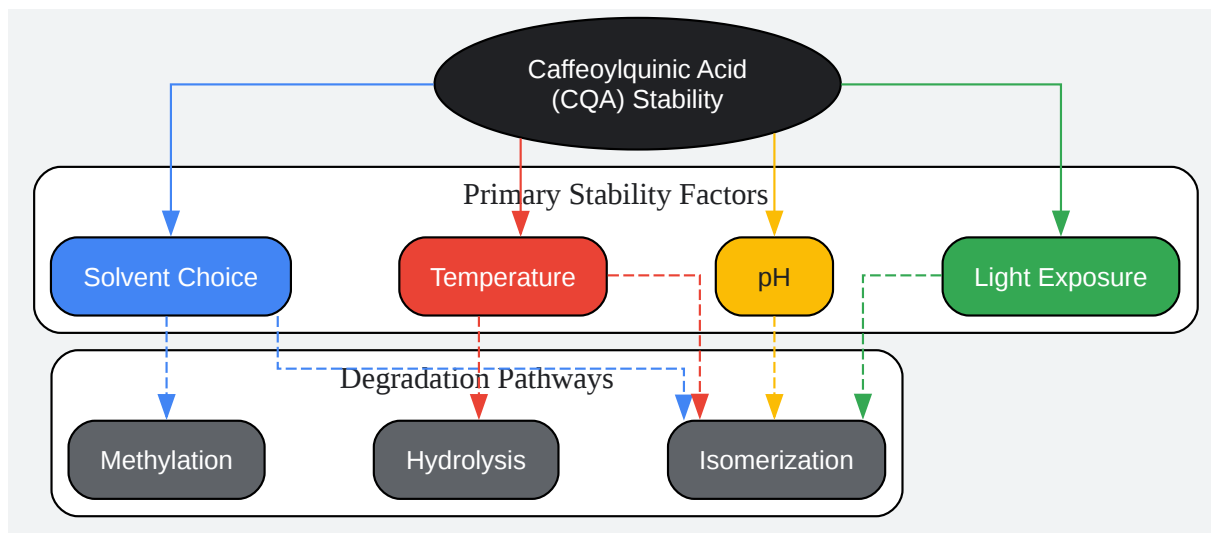 Caffeoylquinic Acid
(CQA) Stability
Primary Stability Factors
Solvent Choice
Temperature
pH
Light Exposure
Degradation Pathways
Methylation
Hydrolysis
Isomerization